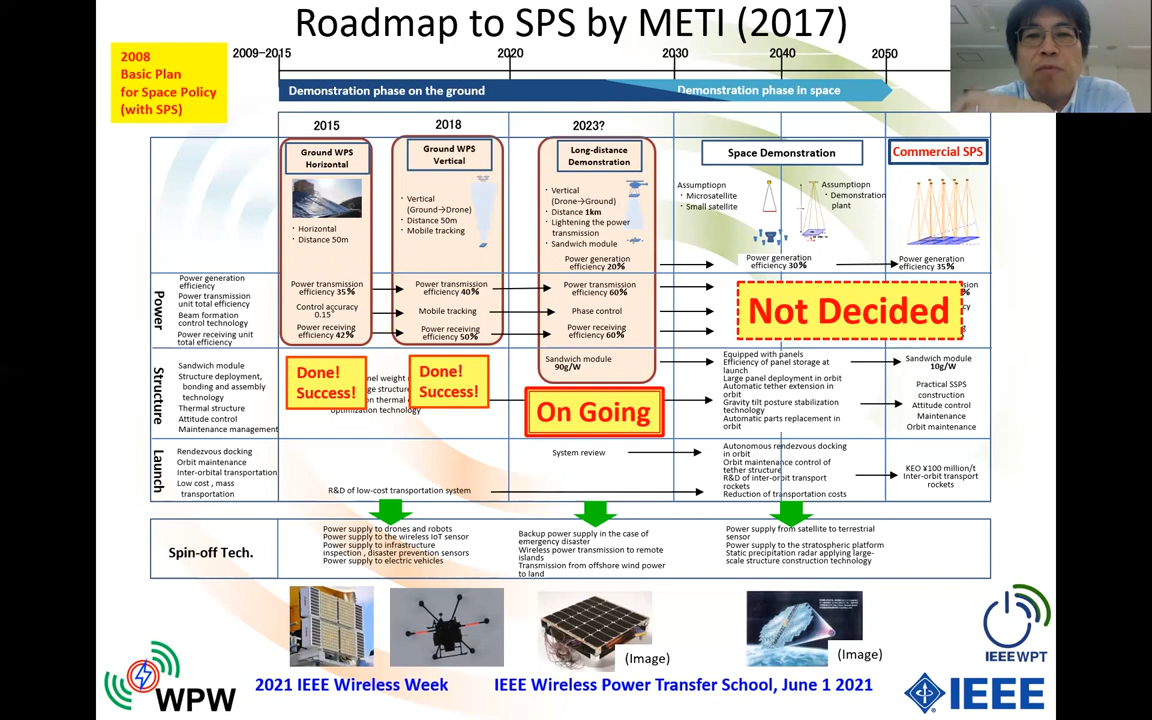 Roadmap to SPS by METI (2017)
2008
Basic Plan
for Space Policy
(with SPS)
2009-2015
2020
2030
2040
2050
Demonstration phase on the ground
Demonstration phase in space
2015
2018
2023?
Ground WPS
Horizontal
Ground WPS
Vertical
Long-distance
Demonstration
Space Demonstration
Commercial SPS
・Horizontal
・Distance 50m
・Vertical
(Ground→Drone)
・Distance 50m
・Mobile tracking
・Vertical
(Drone→Ground)
・Distance 1km
・Lightening the power
transmission
・Sandwich module
Assumptiopn
・Microsatellite
・Small satellite
Assumptiopn
・Demonstration
plant
Power generation
efficiency 20%
Power generation
efficiency 30%
Power generation
efficiency 35%
Power
Power generation
efficiency
Power transmission
unit total efficiency
Beam formation
control technology
Power receiving unit
total efficiency
Power transmission
efficiency 35%
Control accuracy
0.15°
Power receiving
efficiency 42%
Power transmission
efficiency 40%
Mobile tracking
Power receiving
efficiency 50%
Power transmission
efficiency 60%
Phase control
Power receiving
efficiency 60%
Not Decided
Structure
Sandwich module
Structure deployment,
bonding and assembly
technology
Thermal structure
Attitude control
Maintenance management
Done!
Success!
Done!
Success!
optimization technology
Sandwich module
90g/W
On Going
Equipped with panels
Efficiency of panel storage at
launch
Large panel deployment in orbit
Automatic tether extension in
orbit
Gravity tilt posture stabilization
technology
Automatic parts replacement in
orbit
Sandwich module
10g/W
Practical SSPS
construction
Attitude control
Maintenance
Orbit maintenance
Launch
Rendezvous docking
Orbit maintenance
Inter-orbital transportation
Low cost , mass
transportation
R&D of low-cost transportation system
System review
Autonomous rendezvous docking
in orbit
Orbit maintenance control of
tether structure
R&D of inter-orbit transport
rockets
Reduction of transportation costs
KEO ¥100 million/t
Inter-orbit transport
rockets
Spin-off Tech.
Power supply to drones and robots
Power supply to the wireless IoT sensor
Power supply to infrastructure
inspection , disaster prevention sensors
Power supply to electric vehicles
Backup power supply in the case of
emergency disaster
Wireless power transmission to remote
islands
Transmission from offshore wind power
to land
Power supply from satellite to terrestrial
sensor
Power supply to the stratospheric platform
Static precipitation radar applying large-
scale structure construction technology
(Image)
(Image)
WPW
2021 IEEE Wireless Week
IEEE Wireless Power Transfer School, June 1 2021
IEEE WPT
IEEE